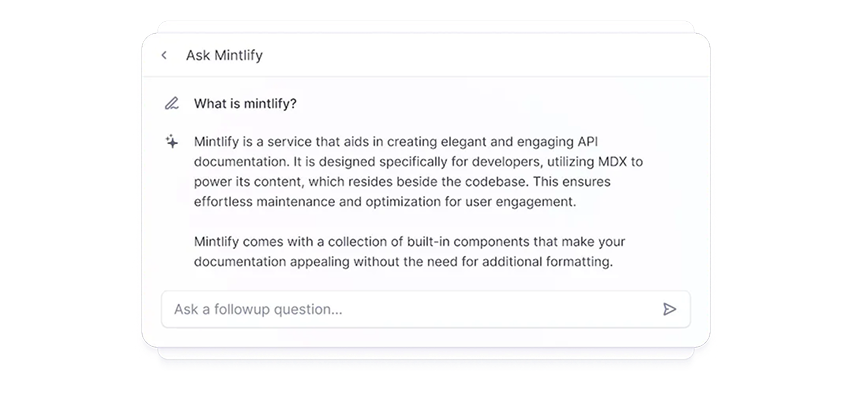 Ask Mintlify
What is mintlify?
Mintlify is a service that aids in creating elegant and engaging API
documentation. It is designed specifically for developers, utilizing MDX to
power its content, which resides beside the codebase. This ensures
effortless maintenance and optimization for user engagement.
Mintlify comes with a collection of built-in components that make your
documentation appealing without the need for additional formatting.
Ask a followup question...